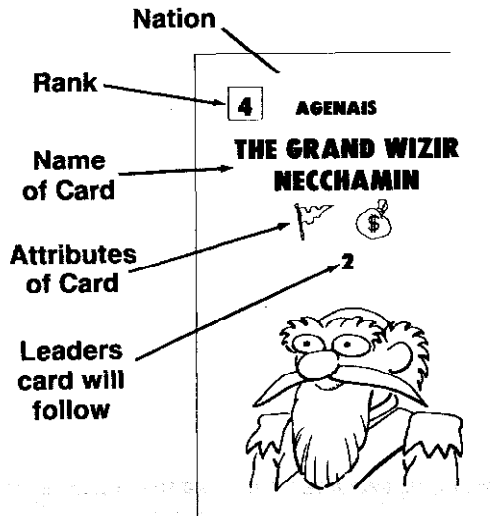 Nation
Rank
4
AGENAIS
Name
of Card
THE GRAND WIZIR
NECCHAMIN
$
Attributes
of Card
2
Leaders
card will
follow